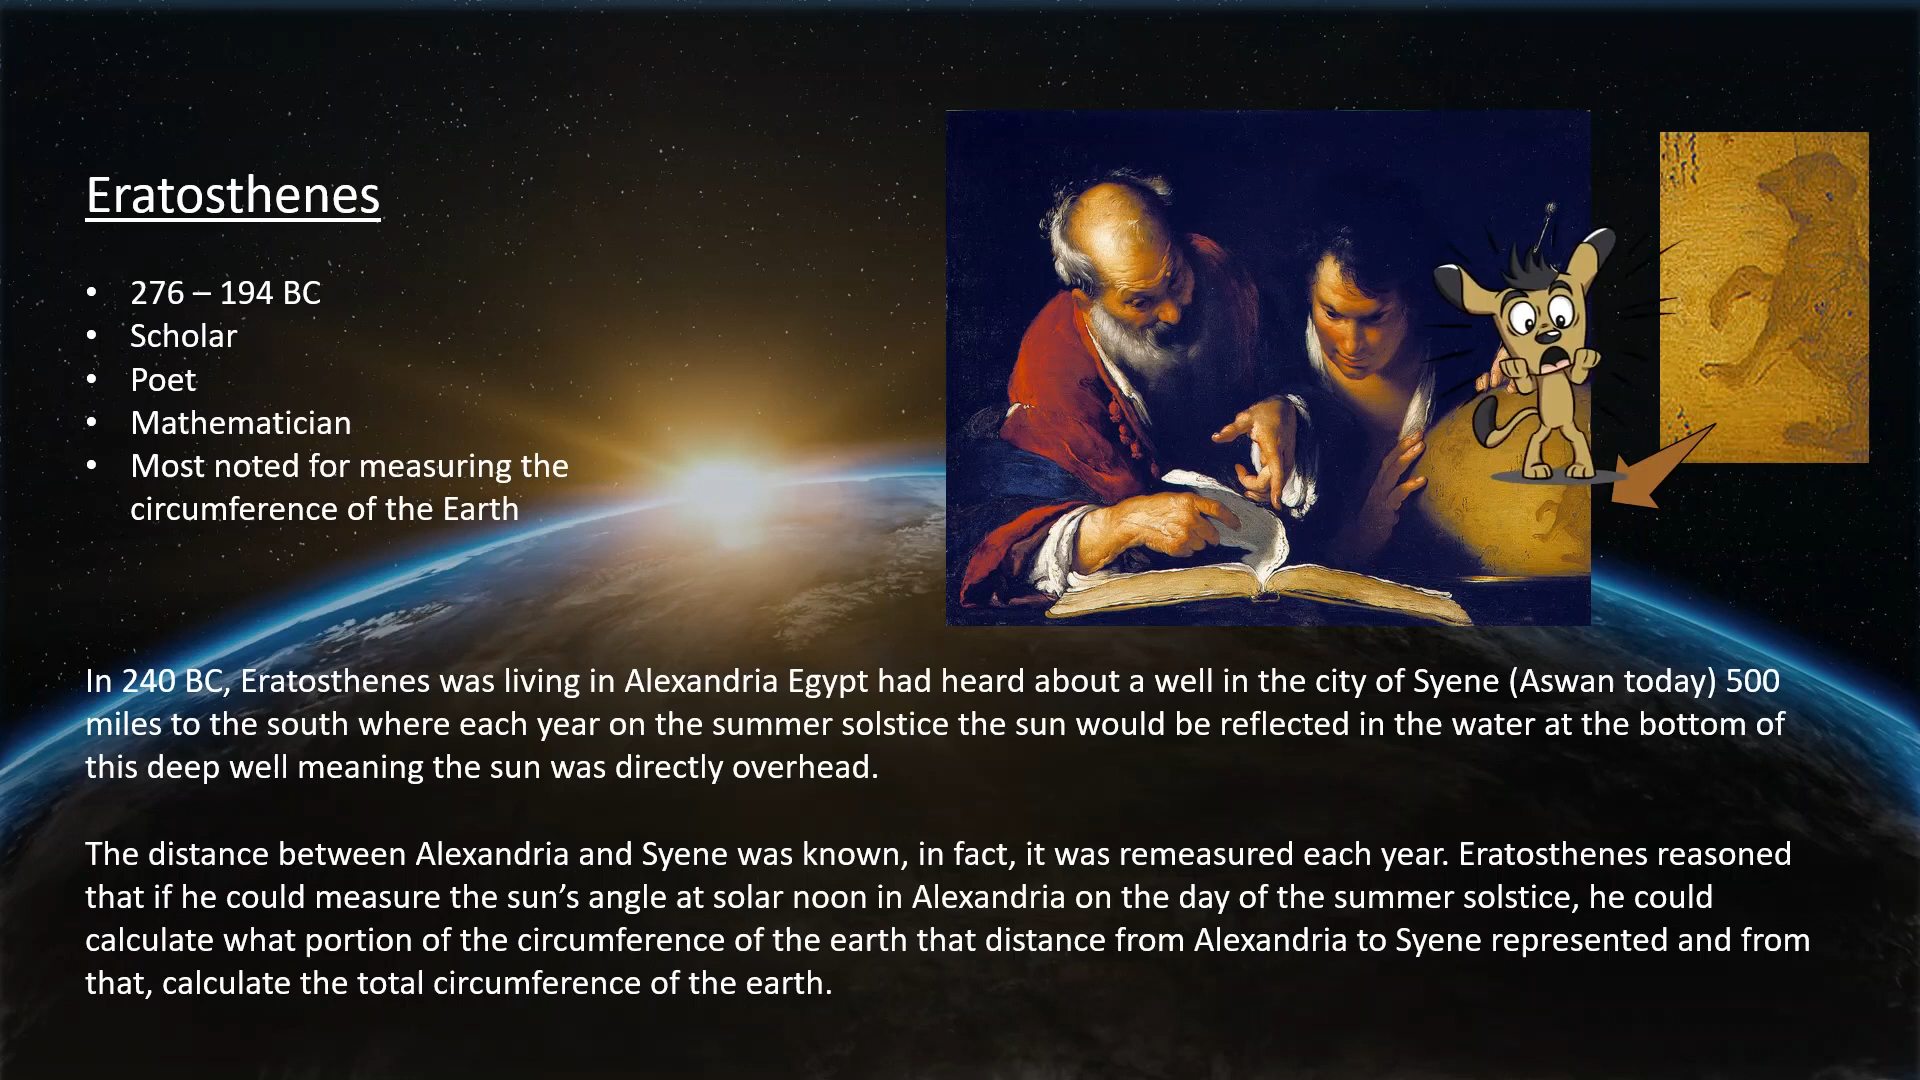 Eratosthenes
• 276 – 194 BC
• Scholar
• Poet
• Mathematician
• Most noted for measuring the
circumference of the Earth
In 240 BC, Eratosthenes was living in Alexandria Egypt had heard about a well in the city of Syene (Aswan today) 500
miles to the south where each year on the summer solstice the sun would be reflected in the water at the bottom of
this deep well meaning the sun was directly overhead.
The distance between Alexandria and Syene was known, in fact, it was remeasured each year. Eratosthenes reasoned
that if he could measure the sun’s angle at solar noon in Alexandria on the day of the summer solstice, he could
calculate what portion of the circumference of the earth that distance from Alexandria to Syene represented and from
that, calculate the total circumference of the earth.